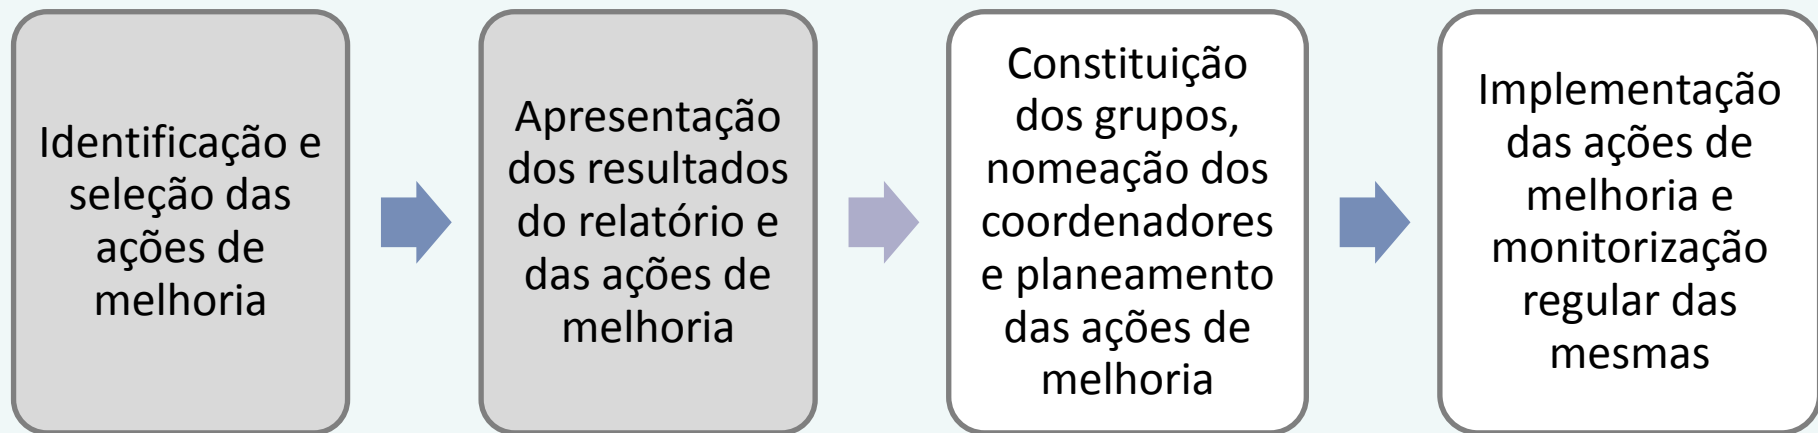 Identificação e
seleção das
ações de
melhoria
Apresentação
dos resultados
do relatório e
das ações de
melhoria
Constituição
dos grupos,
nomeação dos
coordenadores
e planeamento
das ações de
melhoria
Implementação
das ações de
melhoria e
monitorização
regular das
mesmas